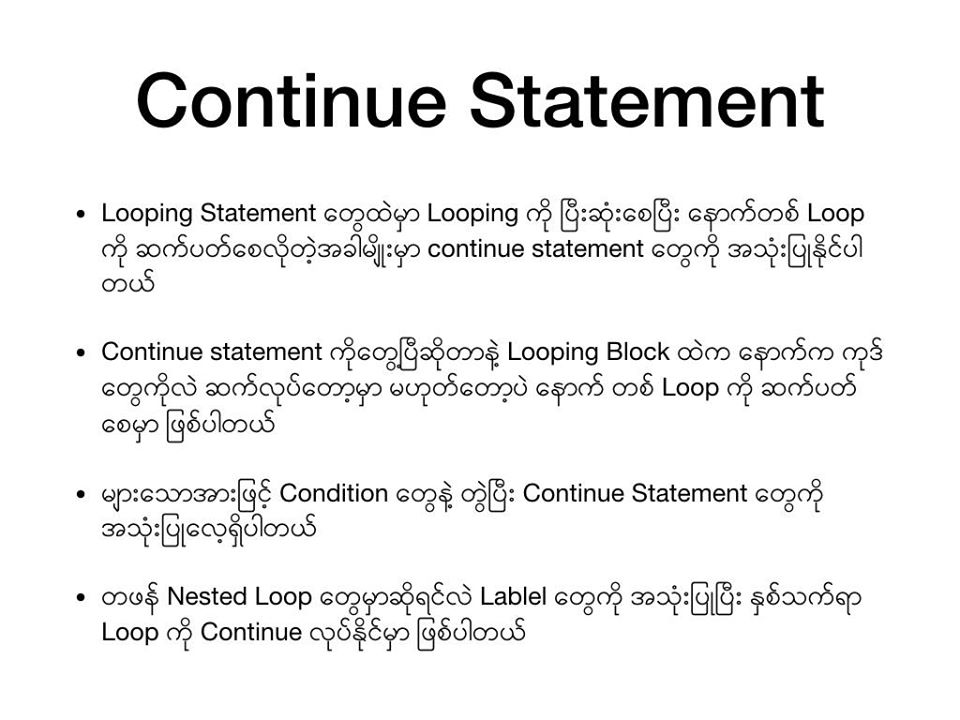 Continue Statement
• Looping Statement တွေထဲမှာ Looping ကို ပြီးဆုံးစေပြီး နောက်တစ် Loop
ကို ဆက်ပတ်စေလိုတဲ့အခါမျိုးမှာ continue statement တွေကို အသုံးပြုနိုင်ပါ
တယ်
• Continue statement ကိုတွေ့ပြီဆိုတာနဲ့ Looping Block ထဲက နောက်က ကုဒ်
တွေကိုလဲ ဆက်လုပ်တော့မှာ မဟုတ်တော့ပဲ နောက် တစ် Loop ကို ဆက်ပတ်
စေမှာ ဖြစ်ပါတယ်
• များသောအားဖြင့် Condition တွေနဲ့ တွဲပြီး Continue Statement တွေကို
အသုံးပြုလေ့ရှိပါတယ်
• တဖန် Nested Loop တွေမှာဆိုရင်လဲ Lablel တွေကို အသုံးပြုပြီး နှစ်သက်ရာ
Loop ကို Continue လုပ်နိုင်မှာ ဖြစ်ပါတယ်